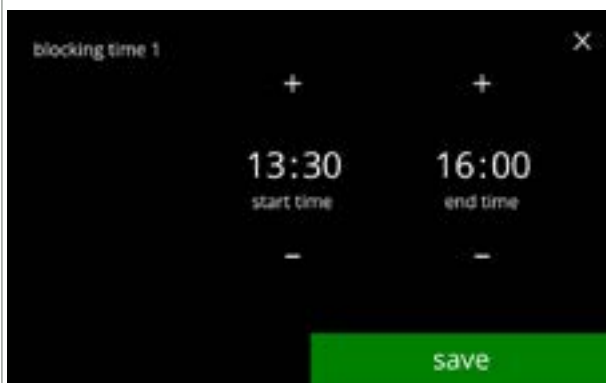 blocking time 1
×
+ +
13:30 16:00
start time end time
- -
save